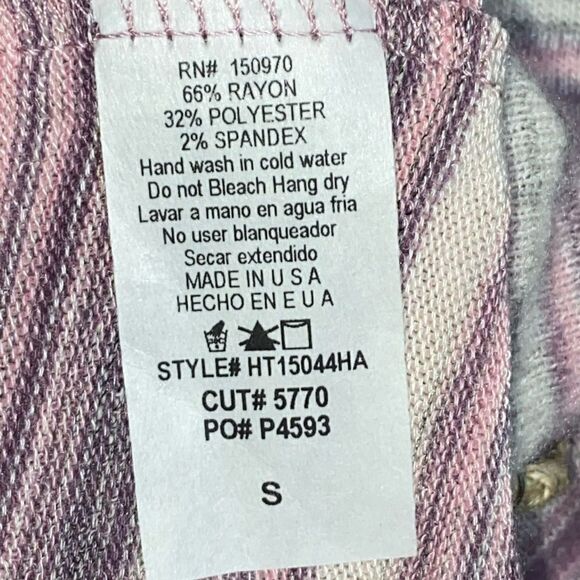 RN# 150970
66% RAYON
32% POLYESTER
2% SPANDEX
Hand wash in cold water
Do not Bleach Hang dry
Lavar a mano en agua fria
No user blanqueador
Secar extendido
MADE IN U S A
HECHO EN E U A
STYLE# HT15044HA
CUT# 5770
PO# P4593
S